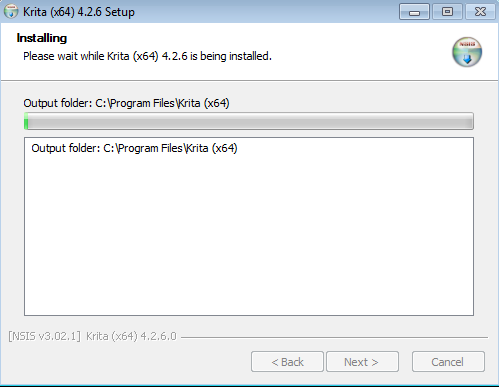 Krita (x64) 4.2.6 Setup
Installing
Please wait while Krita (x64) 4.2.6 is being installed.
NSIS
Output folder: C:\Program Files\Krita (x64)
Output folder: C:\Program Files\Krita (x64)
[NSIS v3.02.1] Krita (x64) 4.2.6.0
< Back
Next >
Cancel